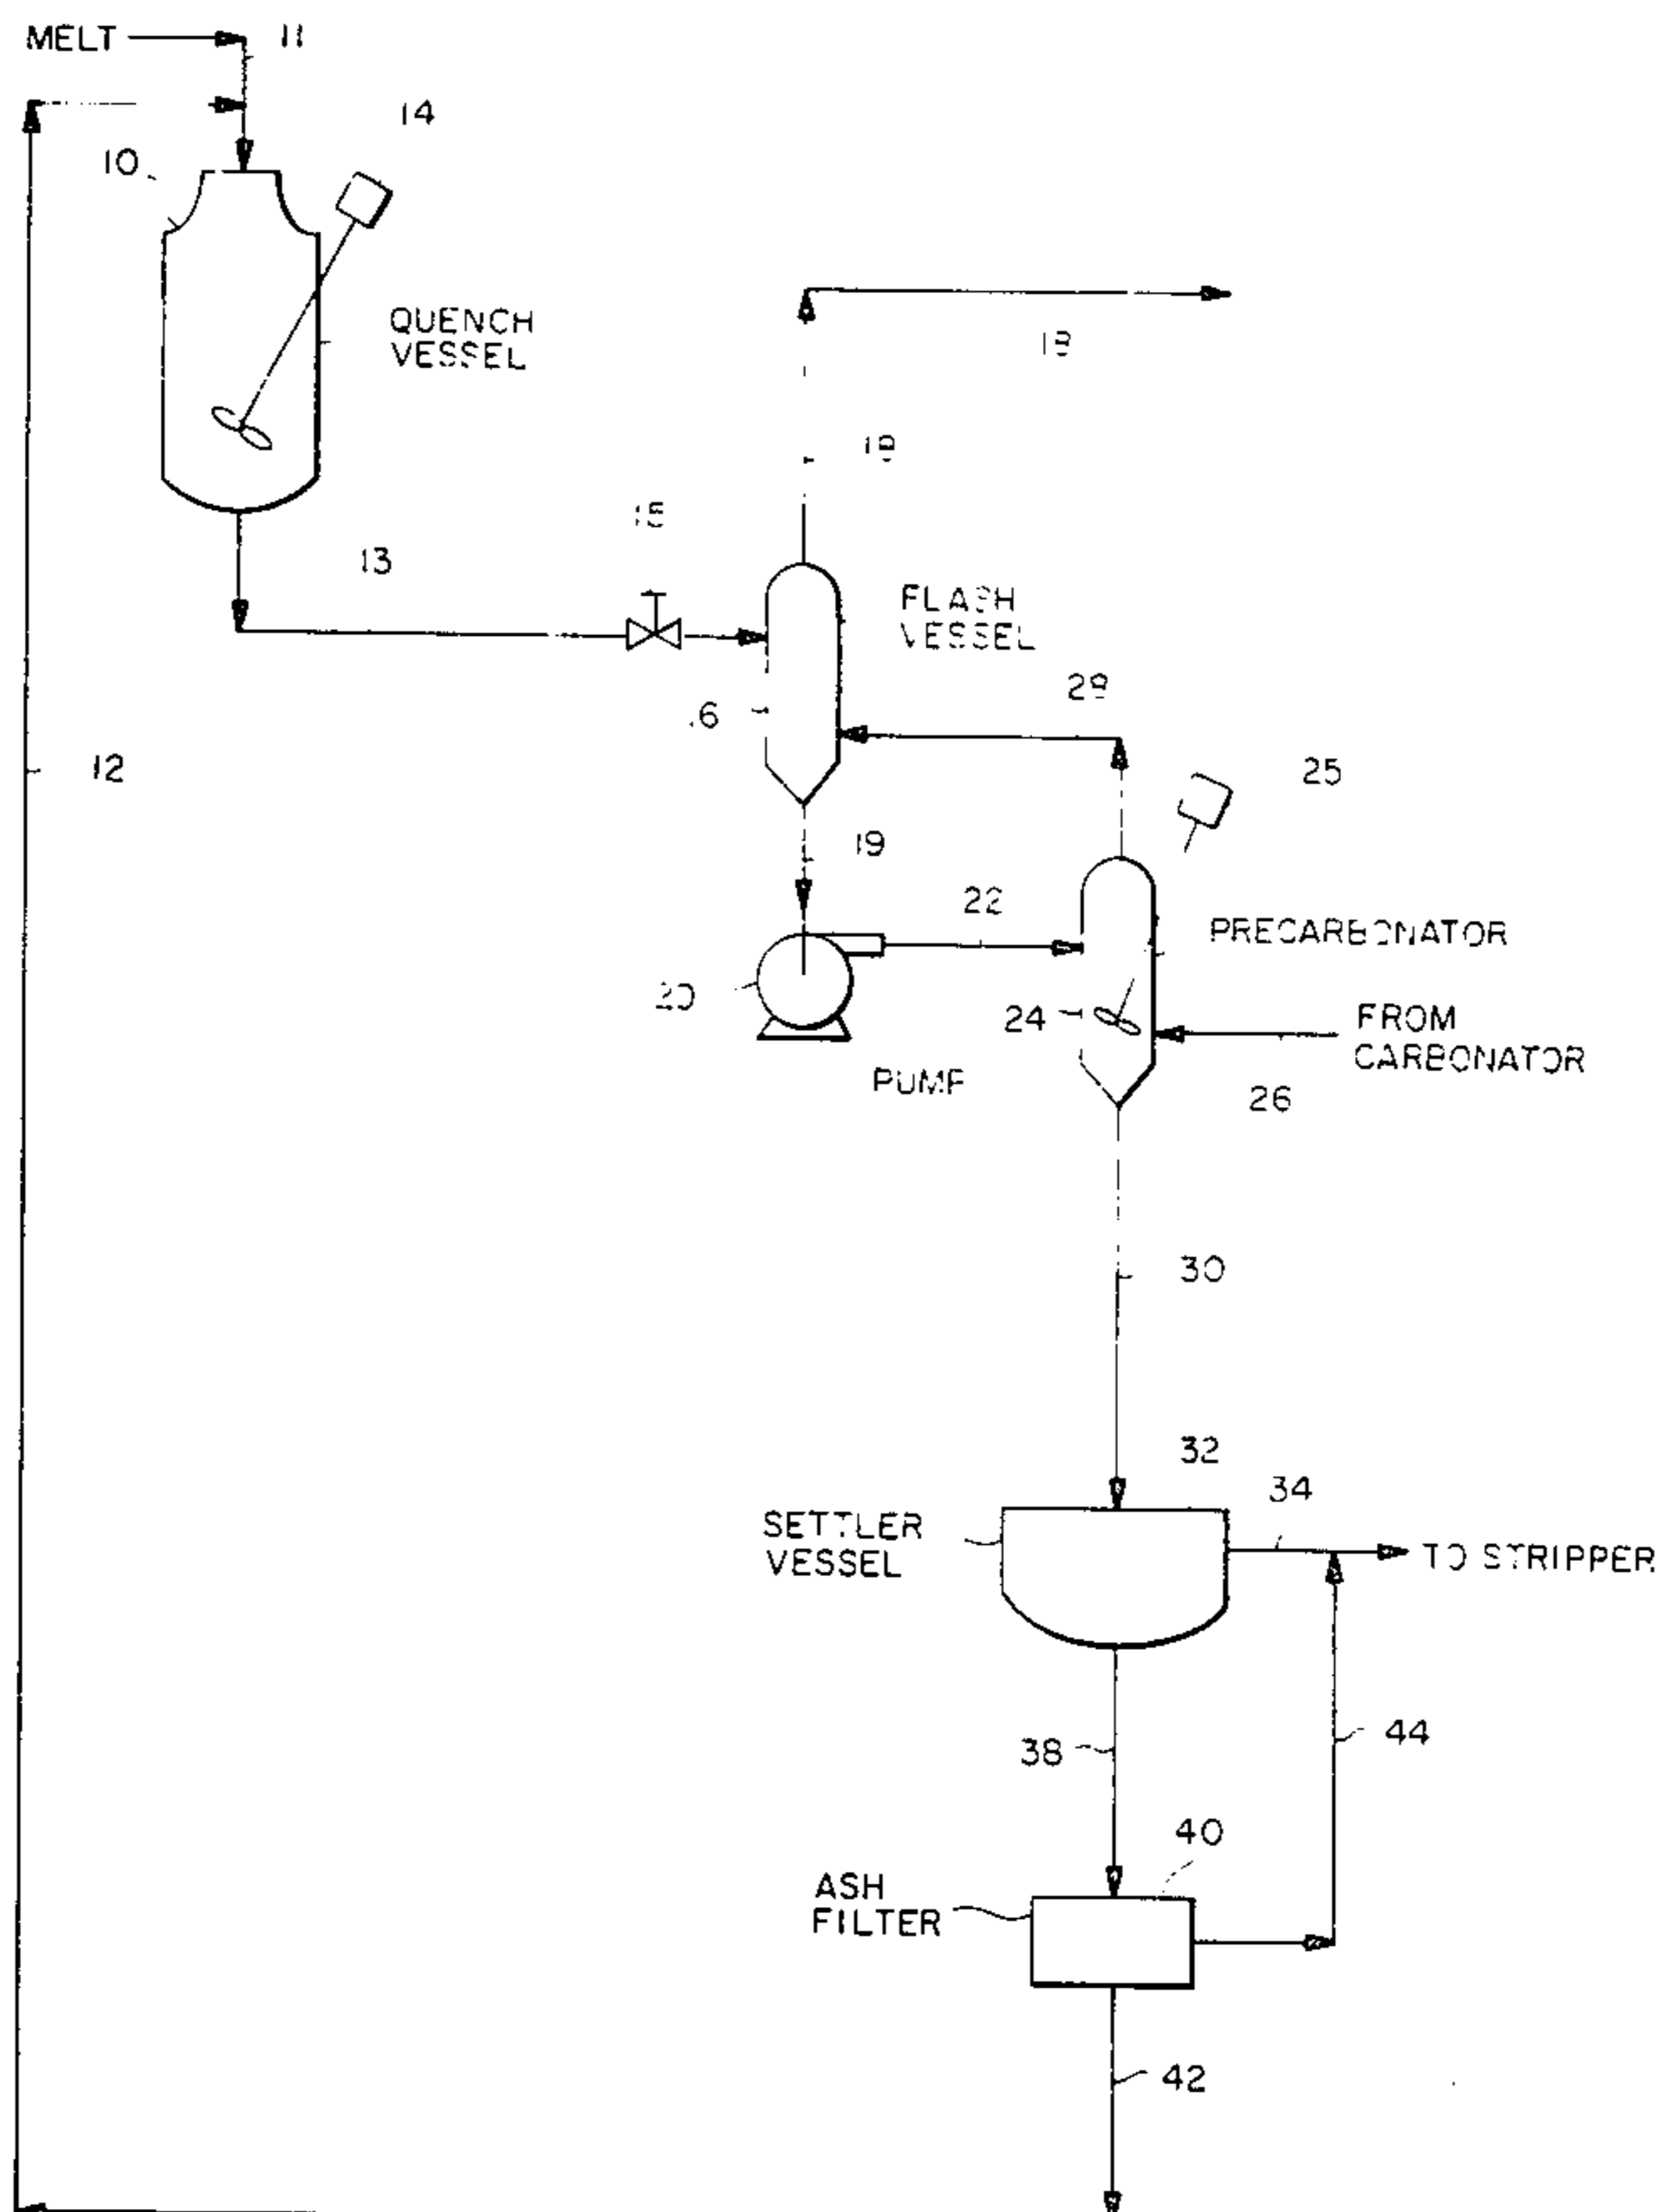 MELT
11
14
10
QUENCH
VESSEL
18
18
15
13
FLASH
VESSEL
29
16
12
25
19
22
PRECARBONATOR
20
24
FROM
CARBONATOR
PUMP
26
30
32
34
SETTLER
VESSEL
TO STRIPPER
38
44
40
ASH
FILTER
42